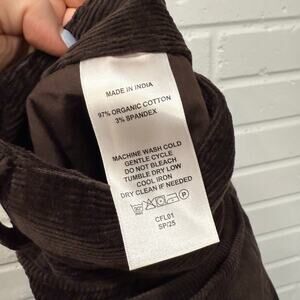 MADE IN INDIA
97% ORGANIC COTTON
3% SPANDEX
MACHINE WASH COLD
GENTLE CYCLE
DO NOT BLEACH
TUMBLE DRY LOW
COOL IRON
DRY CLEAN IF NEEDED
CFL01
SP/25